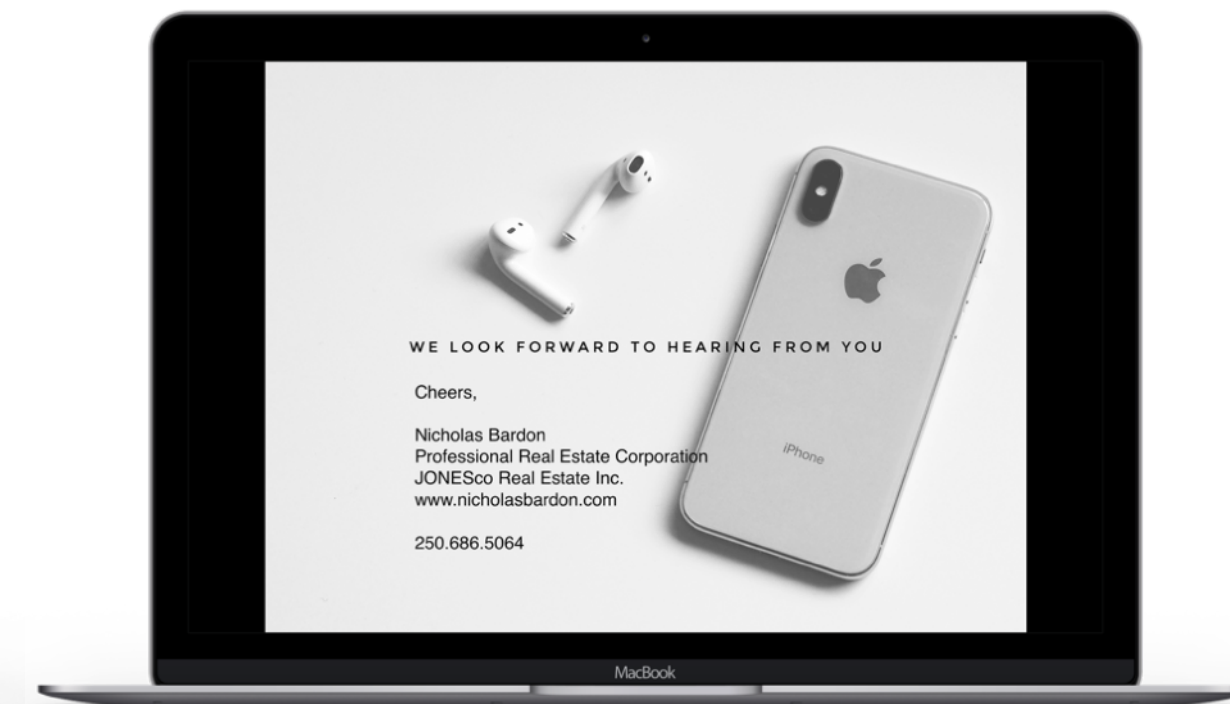 WE LOOK FORWARD TO HEARING FROM YOU
Cheers,
Nicholas Bardon
Professional Real Estate Corporation
JONESco Real Estate Inc.
www.nicholasbardon.com
250.686.5064
iPhone
MacBook